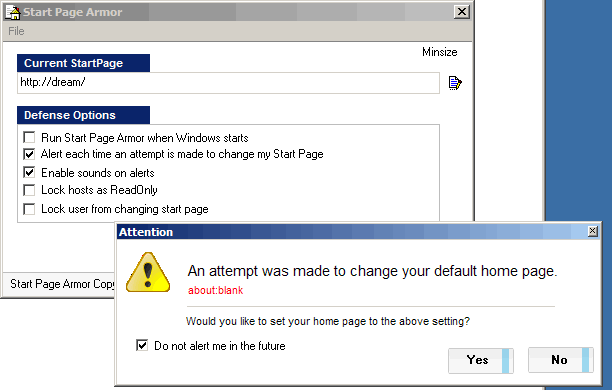 Start Page Armor
File
Minsize
Current StartPage
http://dream/
Defense Options
Run Start Page Armor when Windows starts
Alert each time an attempt is made to change my Start Page
Enable sounds on alerts
Lock hosts as ReadOnly
Lock user from changing start page
Start Page Armor Copy
Attention
An attempt was made to change your default home page.
about:blank
Would you like to set your home page to the above setting?
Do not alert me in the future
Yes
No